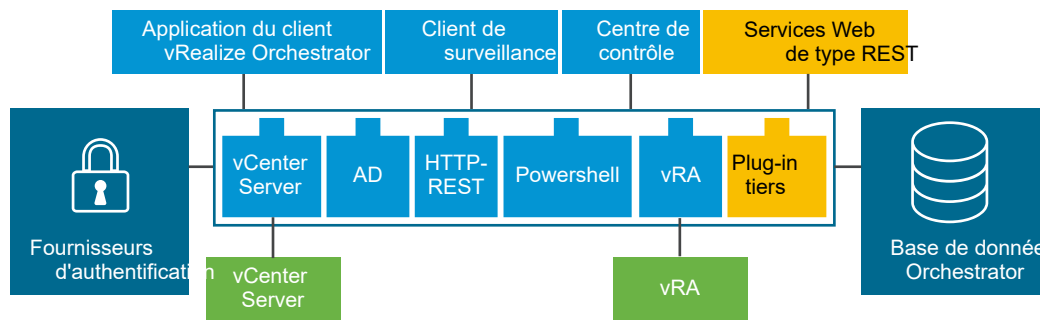 Application du client
vRealize Orchestrator
Client de
surveillance
Centre de
contrôle
Services Web
de type REST
vCenter
Server
AD
HTTP-
REST
Powershell
vRA
Plug-in
tiers
Fournisseurs
d'authentification
Base de donnée
Orchestrator
vCenter
Server
vRA